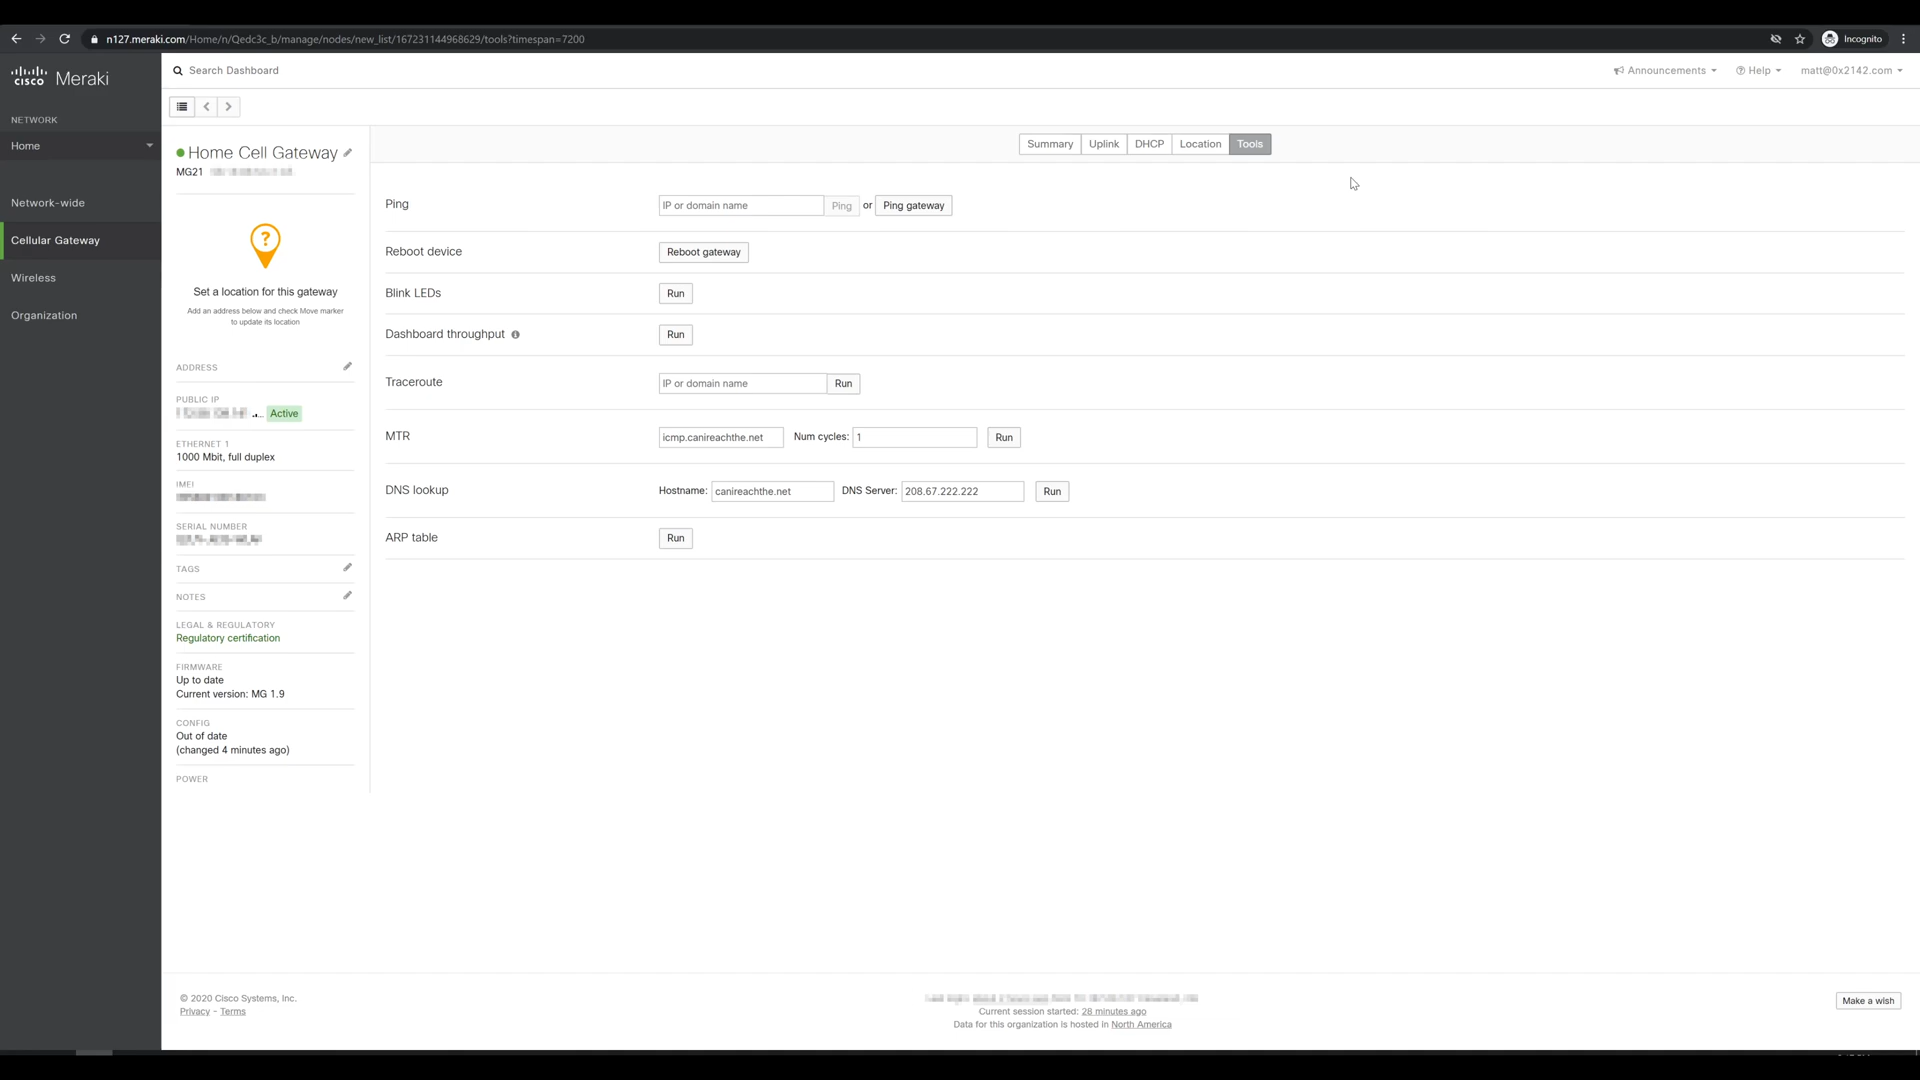 n127.meraki.com/Home/n/Qedc3c_b/manage/nodes/new_list/167231144968629/tools?timespan=7200
Incognito
cisco Meraki
Search Dashboard
Announcements
Help
matt@0x2142.com
NETWORK
Home
Network-wide
Cellular Gateway
Wireless
Organization
Home Cell Gateway
MG21
?
Set a location for this gateway
Add an address below and check Move marker
to update its location
ADDRESS
PUBLIC IP
Active
ETHERNET 1
1000 Mbit, full duplex
IMEI
SERIAL NUMBER
TAGS
NOTES
LEGAL & REGULATORY
Regulatory certification
FIRMWARE
Up to date
Current version: MG 1.9
CONFIG
Out of date
(changed 4 minutes ago)
POWER
Summary Uplink DHCP Location Tools
Ping IP or domain name Ping or Ping gateway
Reboot device Reboot gateway
Blink LEDs Run
Dashboard throughput Run
Traceroute IP or domain name Run
MTR icmp.canireachthe.net Num cycles: 1 Run
DNS lookup Hostname: canireachthe.net DNS Server: 208.67.222.222 Run
ARP table Run
© 2020 Cisco Systems, Inc.
Privacy - Terms
Current session started: 28 minutes ago
Data for this organization is hosted in North America
Make a wish